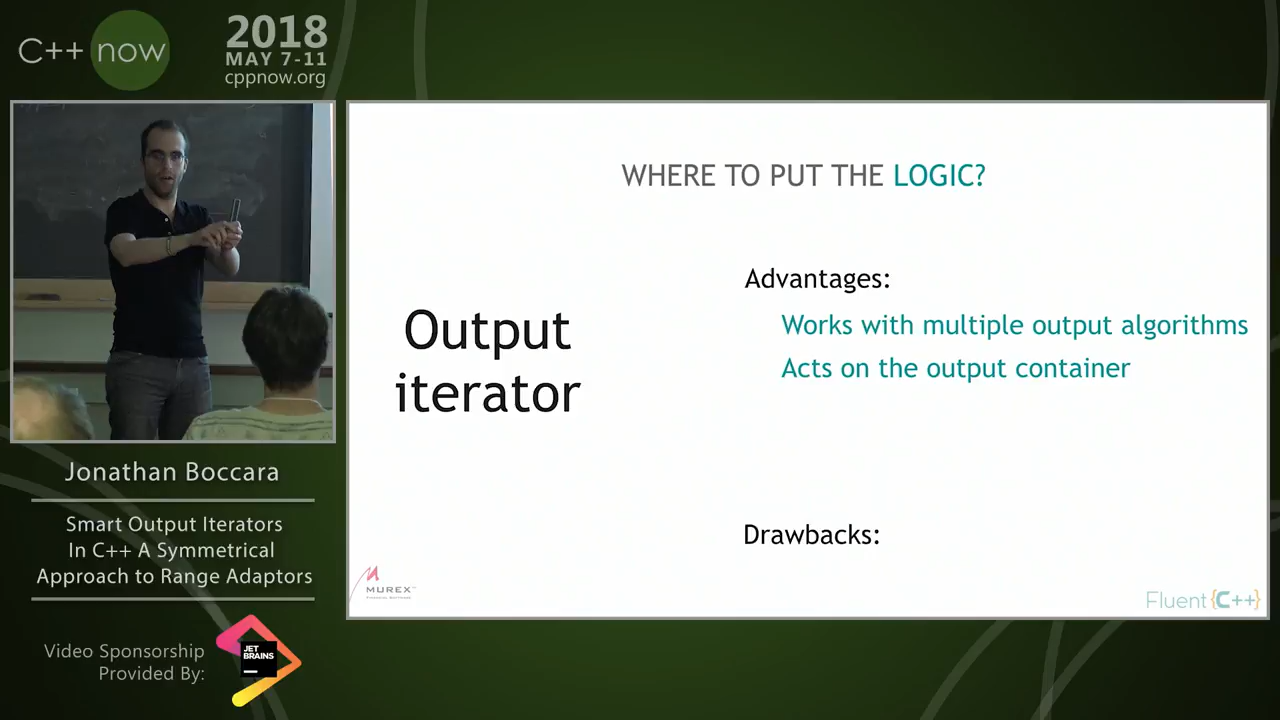 C++ now
2018
MAY 7-11
cppnow.org
WHERE TO PUT THE LOGIC?
Advantages:
Works with multiple output algorithms
Acts on the output container
Output
iterator
Drawbacks:
MUREX
Fluent {C++}
Jonathan Boccara
Smart Output Iterators
In C++ A Symmetrical
Approach to Range Adaptors
Video Sponsorship
Provided By:
JET
BRAINS